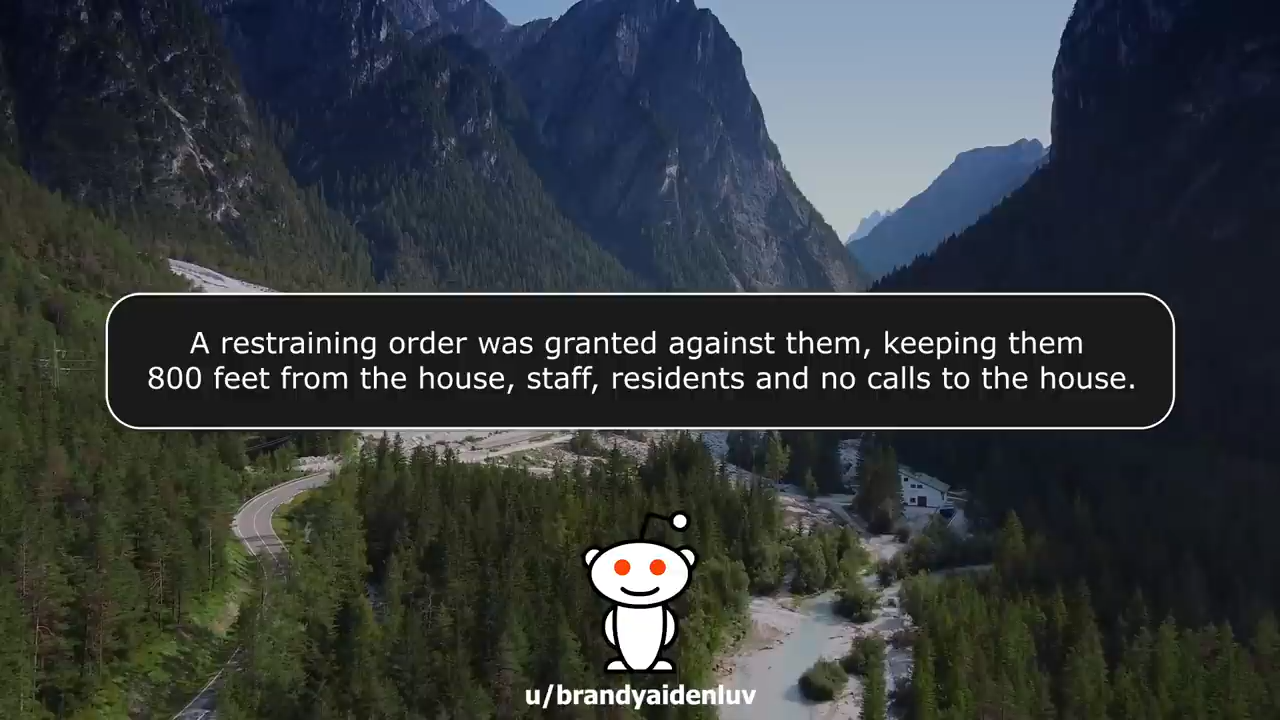 A restraining order was granted against them, keeping them
800 feet from the house, staff, residents and no calls to the house.
u/brandyaidenluv